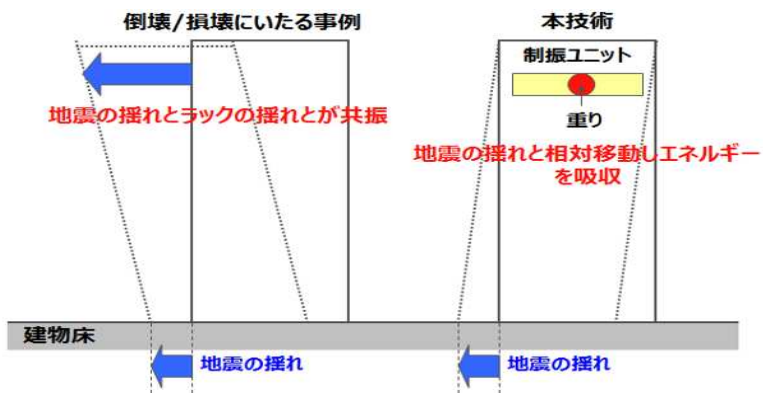 倒壊/損壊にいたる事例
地震の揺れとラックの揺れとが共振
本技術
制振ユニット
重り
地震の揺れと相対移動しエネルギー
を吸収
建物床
地震の揺れ
地震の揺れ